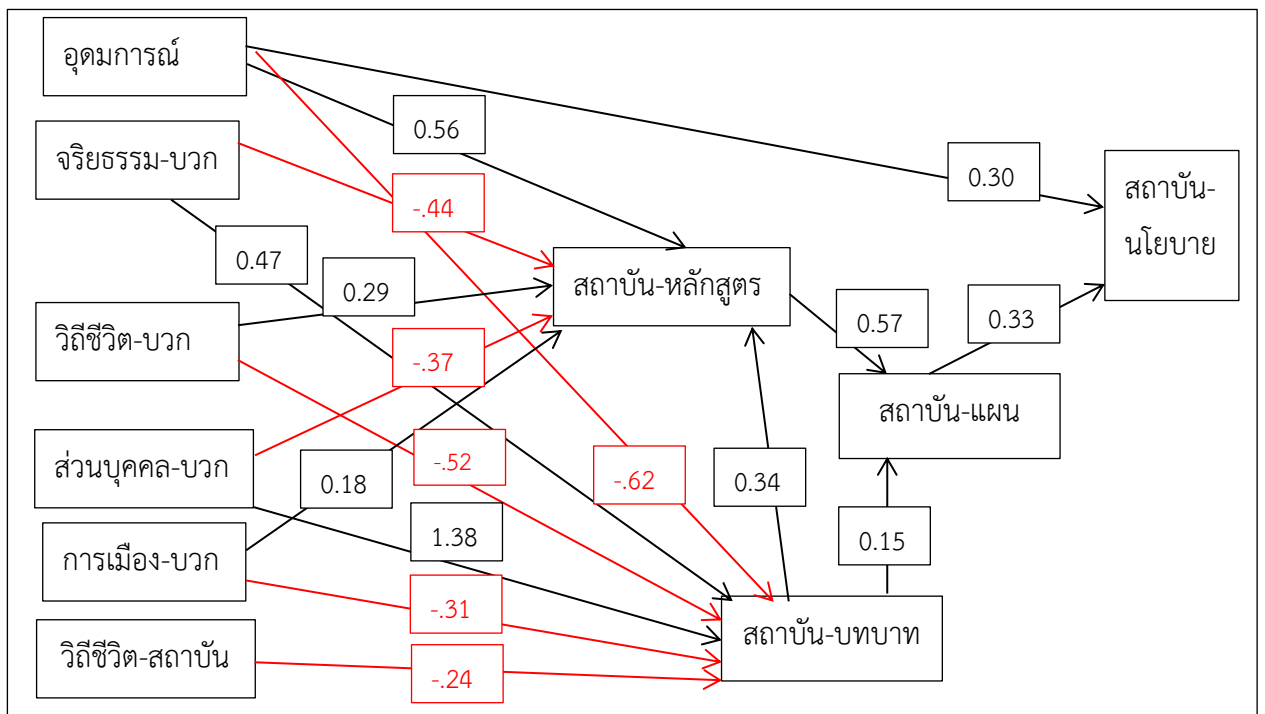 อุดมการณ์
0.56
จริยธรรม-บวก
0.30
สถาบัน-
นโยบาย
-.44
0.47
0.29
สถาบัน-หลักสูตร
วิถีชีวิต-บวก
0.57
0.33
-.37
สถาบัน-แผน
ส่วนบุคคล-บวก
-.52
-.62
0.34
0.18
1.38
0.15
การเมือง-บวก
-.31
สถาบัน-บทบาท
วิถีชีวิต-สถาบัน
-.24